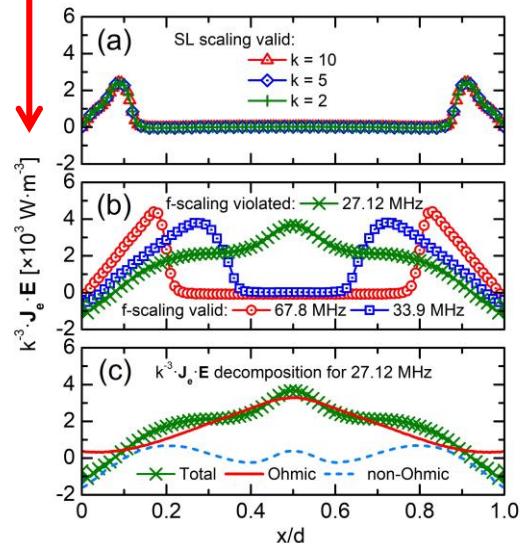 k⁻³·Jₑ·E [×10³ W·m⁻³]
6
4
2
0
-2
(a)
SL scaling valid:
k = 10
k = 5
k = 2
6
4
2
0
-2
(b)
f-scaling violated: 27.12 MHz
f-scaling valid: 67.8 MHz 33.9 MHz
6
4
2
0
-2
(c) k⁻³·Jₑ·E decomposition for 27.12 MHz
Total Ohmic non-Ohmic
0.0 0.2 0.4 0.6 0.8 1.0
x/d